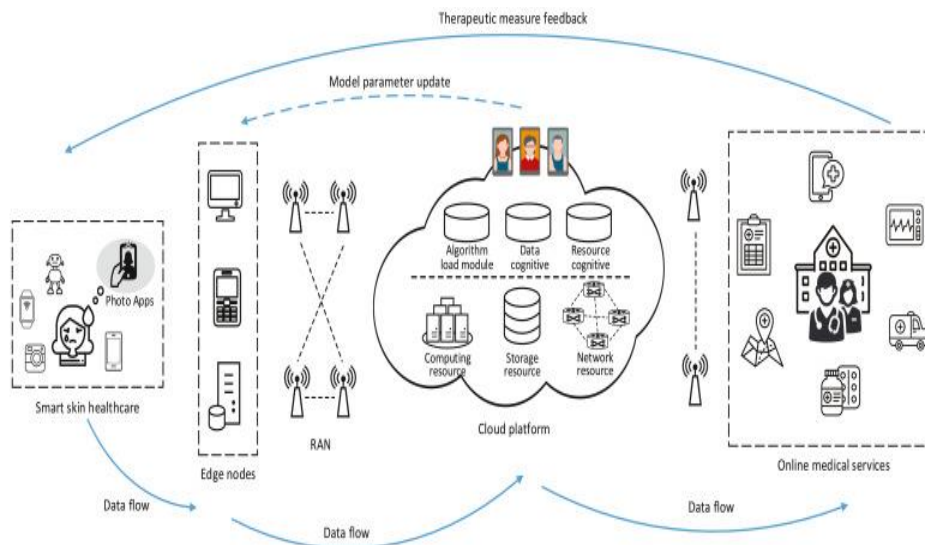 Therapeutic measure feedback
Model parameter update
Photo Apps
Smart skin healthcare
Edge nodes
RAN
Algorithm
load module
Data
cognitive
Resource
cognitive
Computing
resource
Storage
resource
Network
resource
Cloud platform
Online medical services
Data flow
Data flow
Data flow